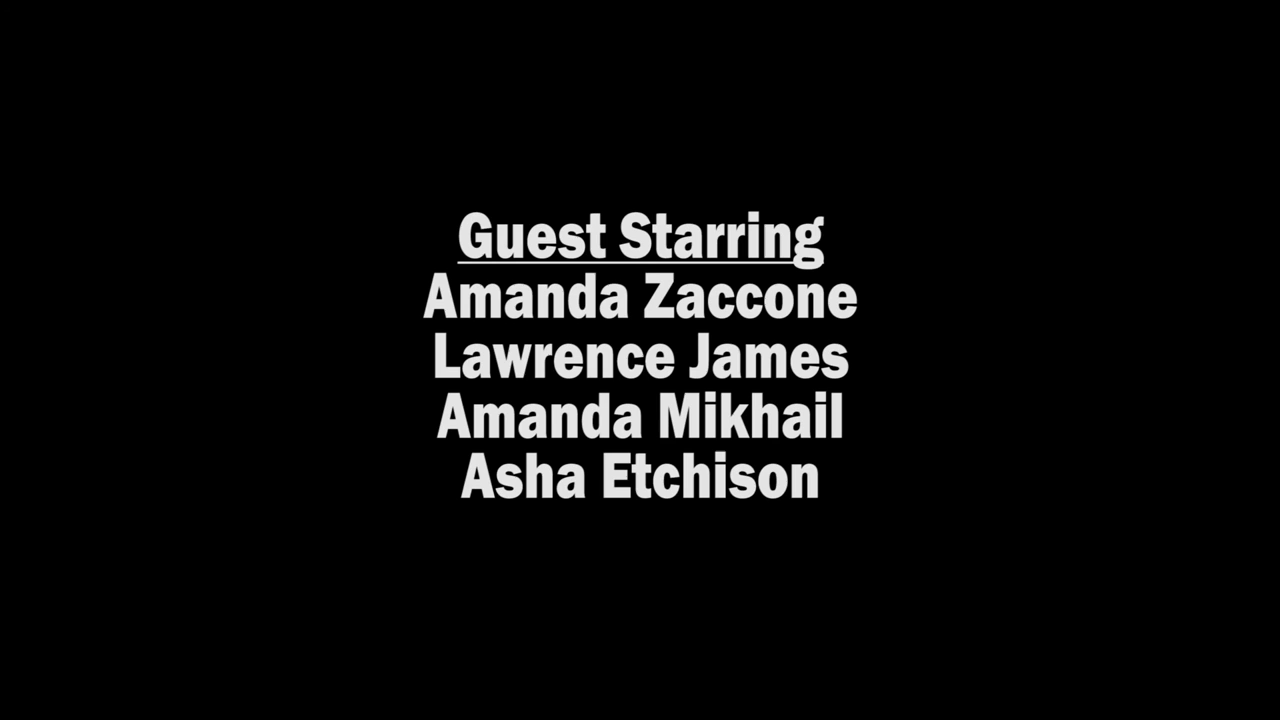 Guest Starring
Amanda Zaccone
Lawrence James
Amanda Mikhail
Asha Etchison